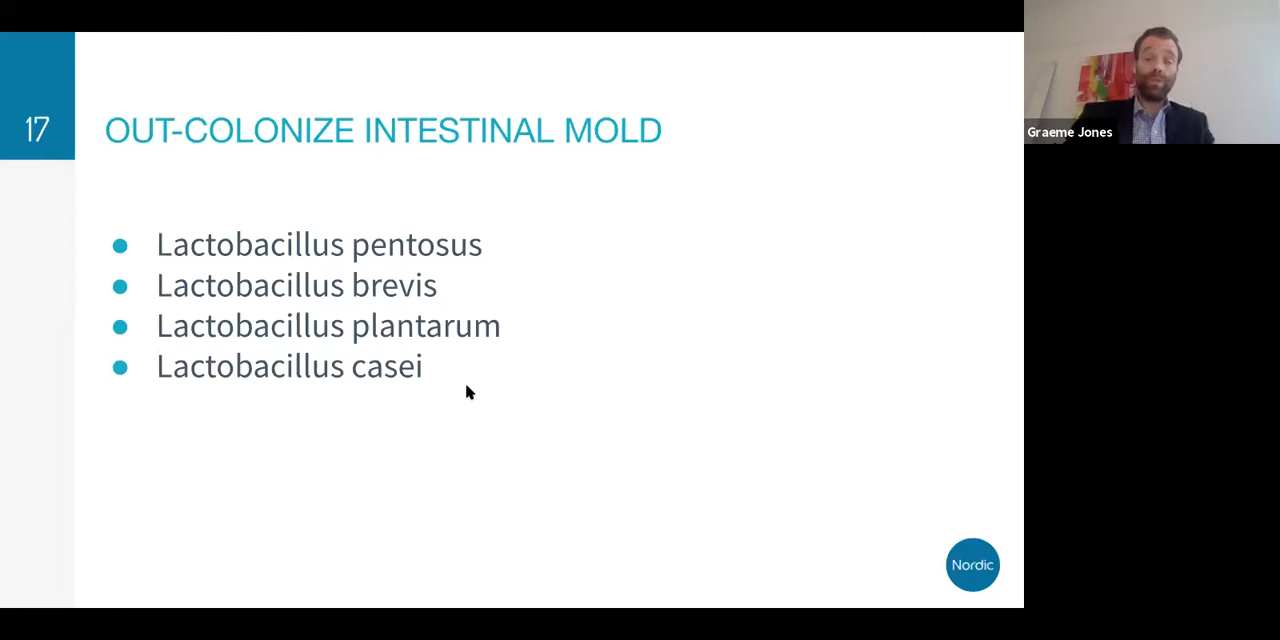 17
OUT-COLONIZE INTESTINAL MOLD
Lactobacillus pentosus
Lactobacillus brevis
Lactobacillus plantarum
Lactobacillus casei
Nordic
Graeme Jones